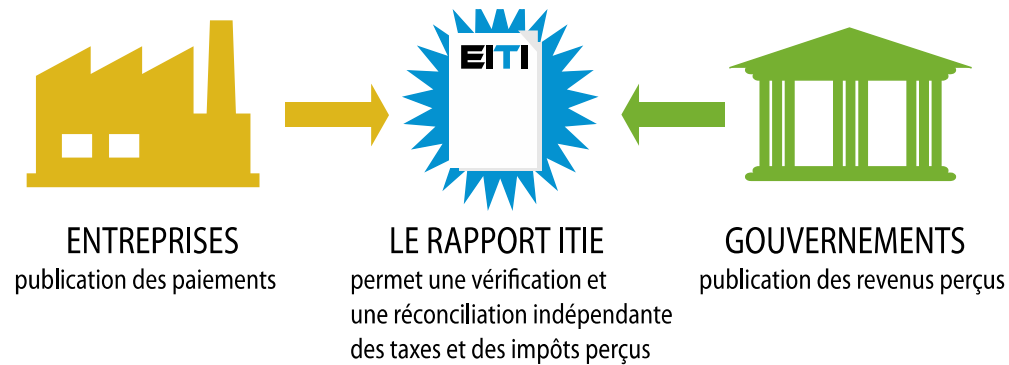 EITI
ENTREPRISES
publication des paiements
LE RAPPORT ITIE
permet une vérification et
une réconciliation indépendante
des taxes et des impôts perçus
GOUVERNEMENTS
publication des revenus perçus